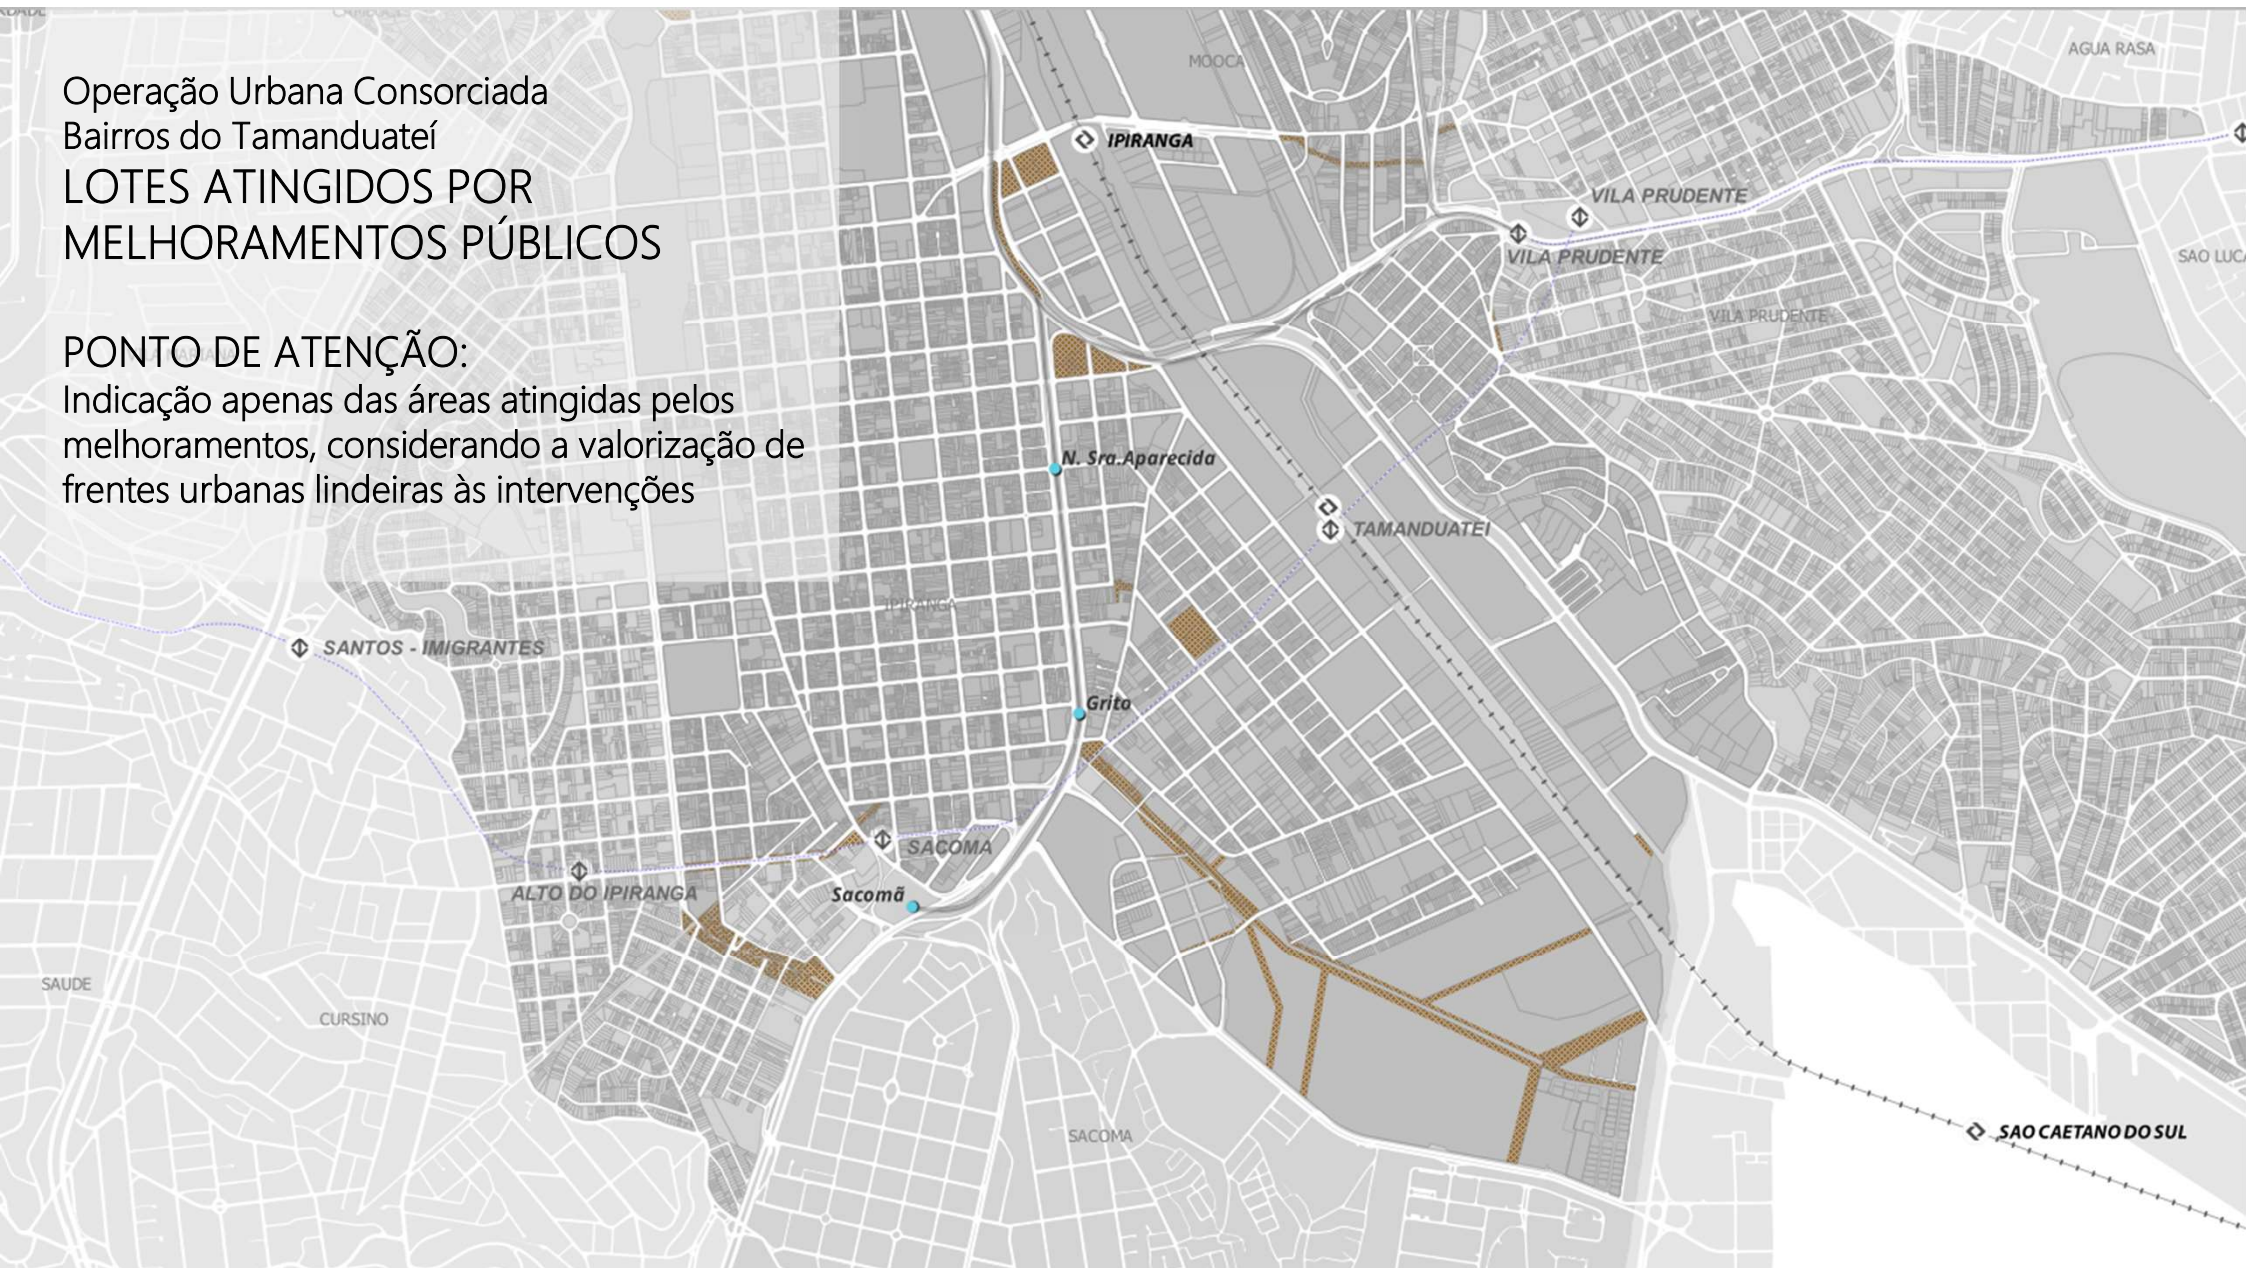 Operação Urbana Consorciada
Bairros do Tamanduateí
LOTES ATINGIDOS POR
MELHORAMENTOS PÚBLICOS
PONTO DE ATENÇÃO:
Indicação apenas das áreas atingidas pelos
melhoramentos, considerando a valorização de
frentes urbanas lindeiras às intervenções
MOOCA
AGUA RASA
IPIRANGA
VILA PRUDENTE
VILA PRUDENTE
SAO LUCA
VILA PRUDENTE
N. Sra.Aparecida
TAMANDUATEI
IPIRANGA
SANTOS - IMIGRANTES
Grito
SACOMA
ALTO DO IPIRANGA
Sacomã
SAUDE
CURSINO
SACOMA
SAO CAETANO DO SUL